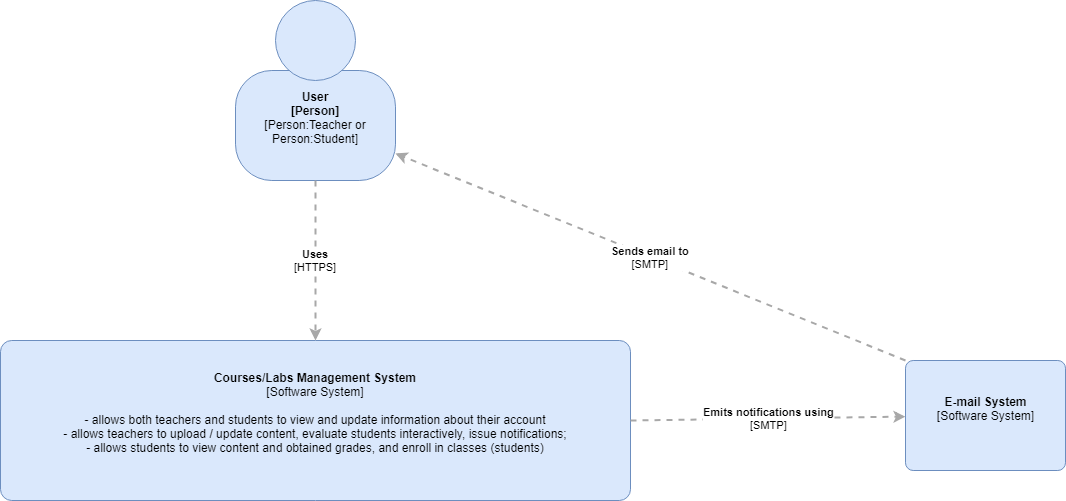 User
[Person]
[Person:Teacher or
Person:Student]
Sends email to
[SMTP]
Uses
[HTTPS]
Courses/Labs Management System
[Software System]
- allows both teachers and students to view and update information about their account
- allows teachers to upload / update content, evaluate students interactively, issue notifications;
- allows students to view content and obtained grades, and enroll in classes (students)
Emits notifications using
[SMTP]
E-mail System
[Software System]